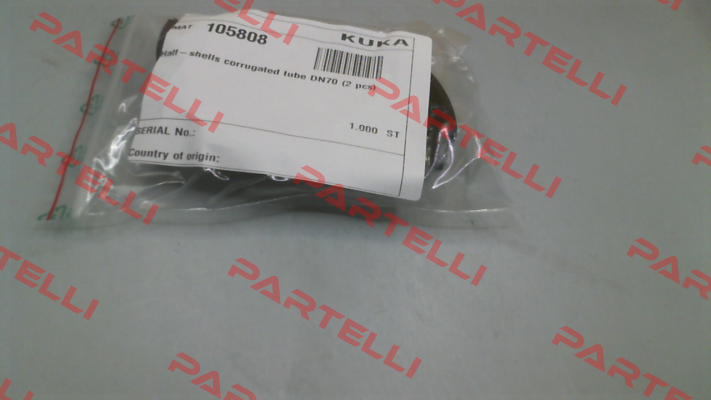 MAT 105808 KUKA
Half-shells corrugated tube DN70 (2 pcs)
1.000 ST
SERIAL No.:
Country of origin:
PARTELLI
PARTELLI
PARTELLI
PARTELLI
PARTELLI
PARTELLI
PARTELLI
PARTELLI